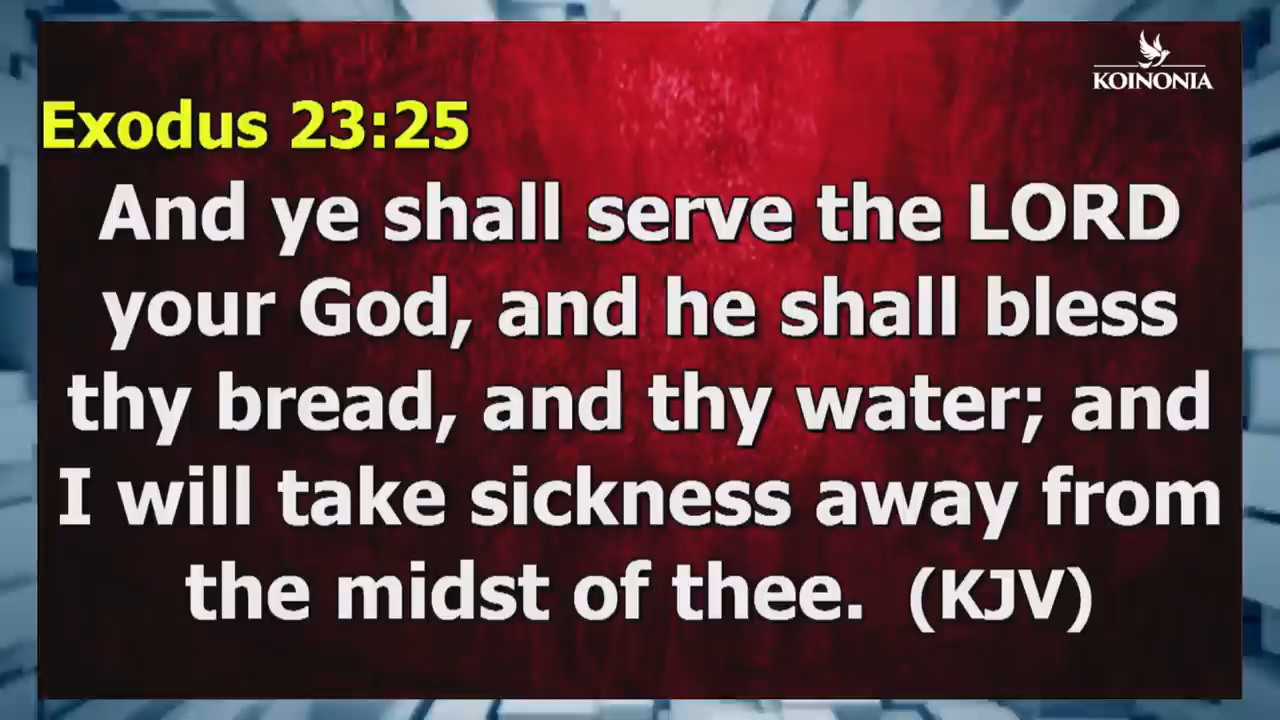 KOINONIA
Exodus 23:25
And ye shall serve the LORD
your God, and he shall bless
thy bread, and thy water; and
I will take sickness away from
the midst of thee. (KJV)